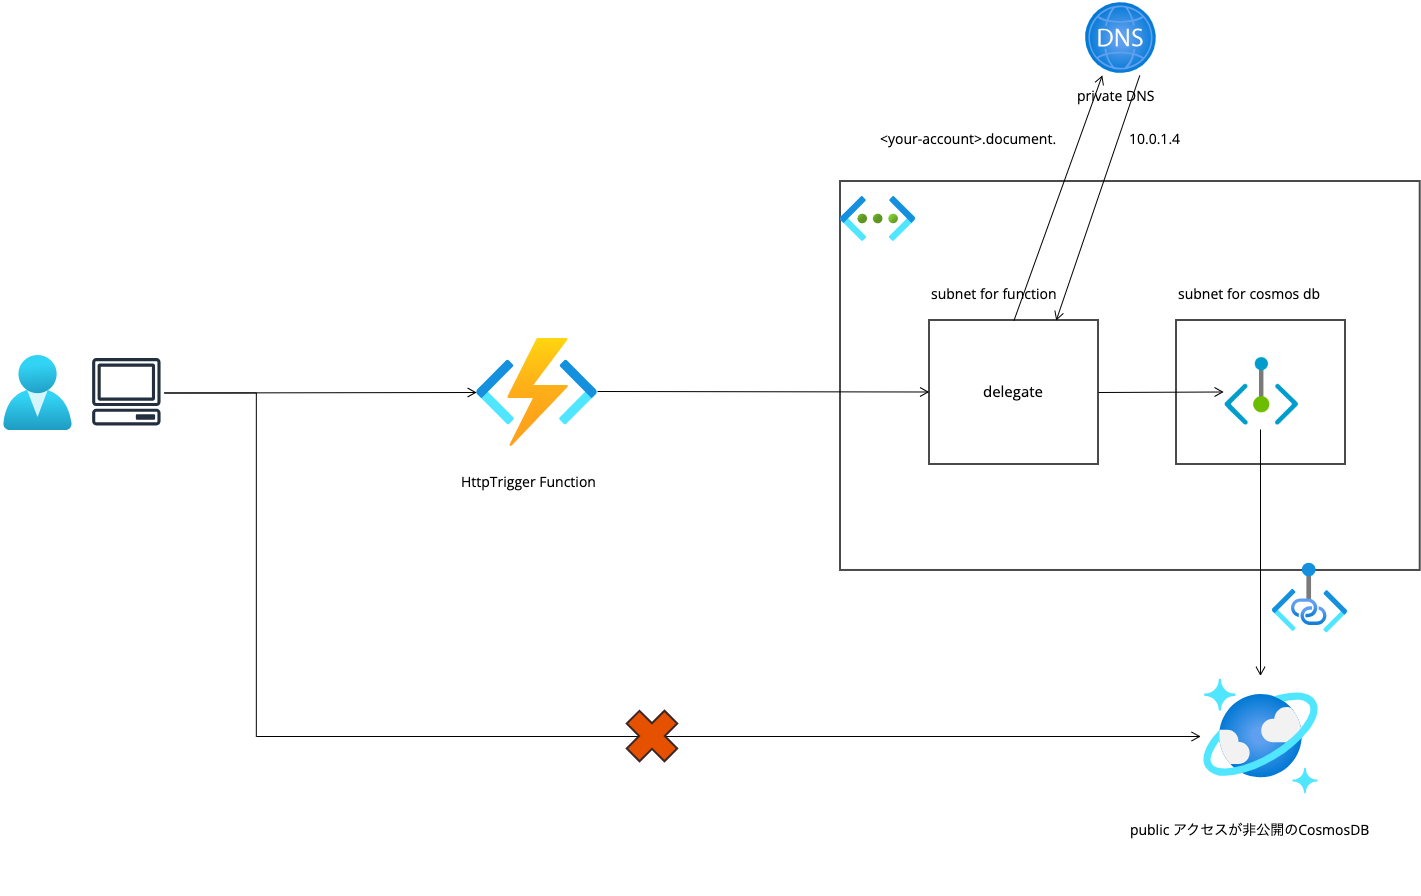 DNS
private DNS
<your-account>.document.
10.0.1.4
subnet for function
subnet for cosmos db
delegate
HttpTrigger Function
public アクセスが非公開のCosmosDB